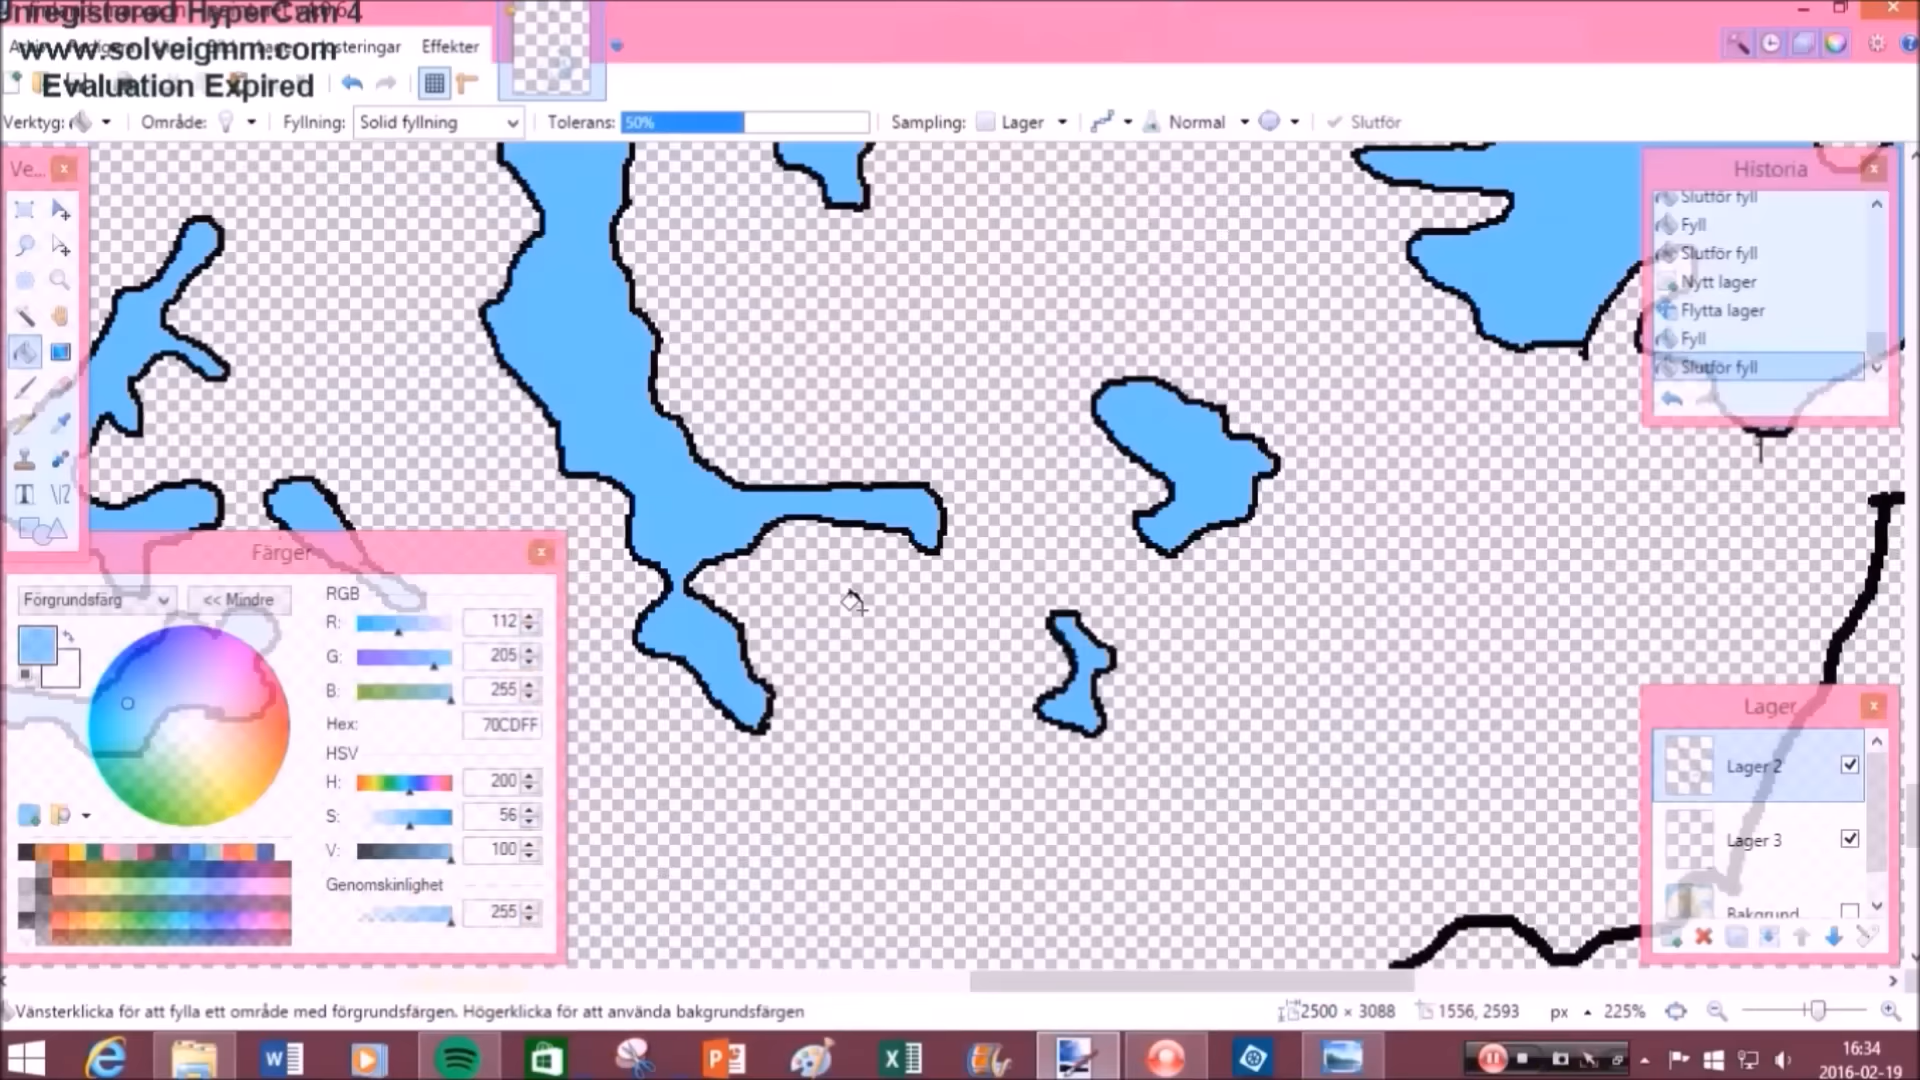 Unregistered HyperCam 4
www.solveigmm.com
Evaluation Expired
Justeringar Effekter
Verktyg: Område: Fyllning: Solid fyllning Tolerans: 50% Sampling: Lager Normal Slutför
Ve...
Historia
Slutför fyll
Fyll
Slutför fyll
Nytt lager
Flytta lager
Fyll
Slutför fyll
Färger
Förgrundsfärg << Mindre
RGB
R: 112
G: 205
B: 255
Hex: 70CDFF
HSV
H: 200
S: 56
V: 100
Genomskinlighet
255
Lager
Lager 2
Lager 3
Bakgrund
Vänsterklicka för att fylla ett område med förgrundsfärgen. Högerklicka för att använda bakgrundsfärgen
2500 × 3088 1556, 2593 px 225%
16:34
2016-02-19